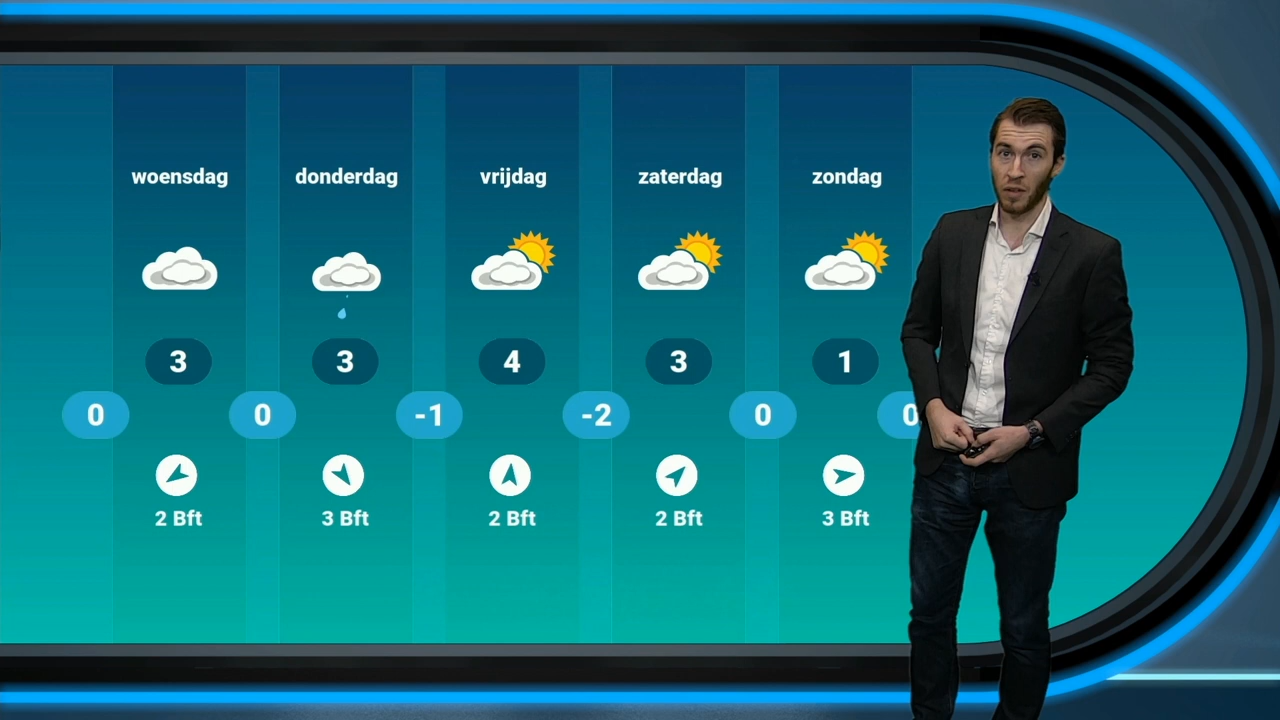 woensdag donderdag vrijdag zaterdag zondag
3 3 4 3 1
0 0 -1 -2 0 0
2 Bft 3 Bft 2 Bft 2 Bft 3 Bft